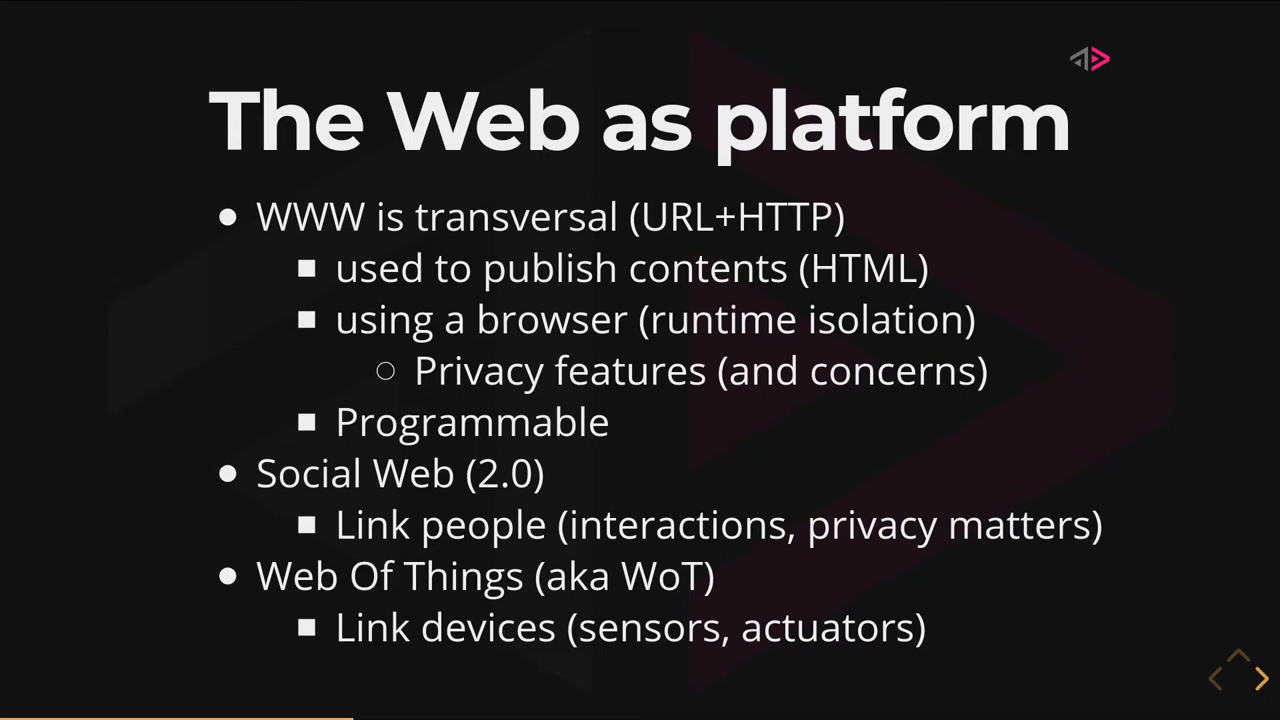 The Web as platform
WWW is transversal (URL+HTTP)
used to publish contents (HTML)
using a browser (runtime isolation)
Privacy features (and concerns)
Programmable
Social Web (2.0)
Link people (interactions, privacy matters)
Web Of Things (aka WoT)
Link devices (sensors, actuators)